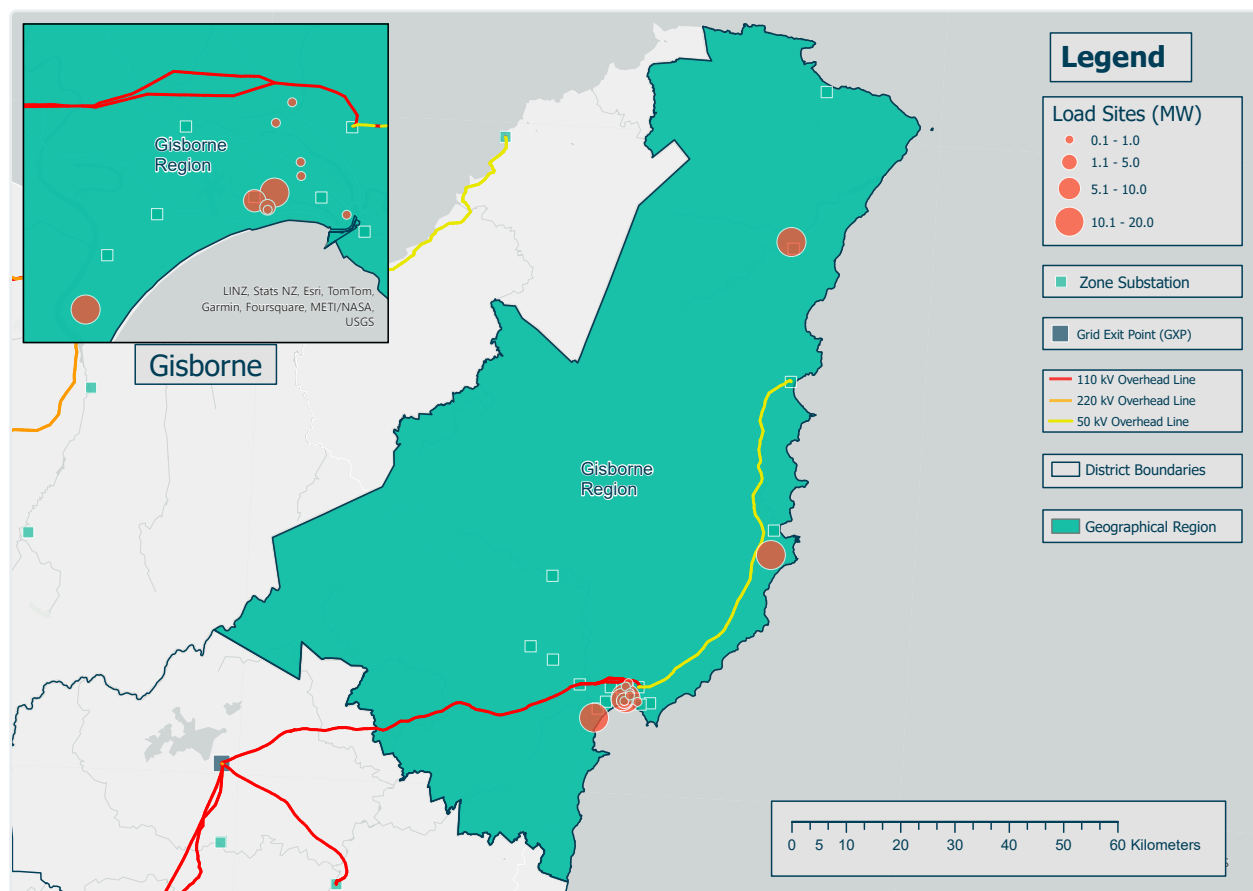 Gisborne
Region
LINZ, Stats NZ, Esri, TomTom,
Garmin, Foursquare, METI/NASA,
USGS
Gisborne
Gisborne
Region
Legend
Load Sites (MW)
0.1 - 1.0
1.1 - 5.0
5.1 - 10.0
10.1 - 20.0
Zone Substation
Grid Exit Point (GXP)
110 kV Overhead Line
220 kV Overhead Line
50 kV Overhead Line
District Boundaries
Geographical Region
0 5 10 20 30 40 50 60 Kilometers